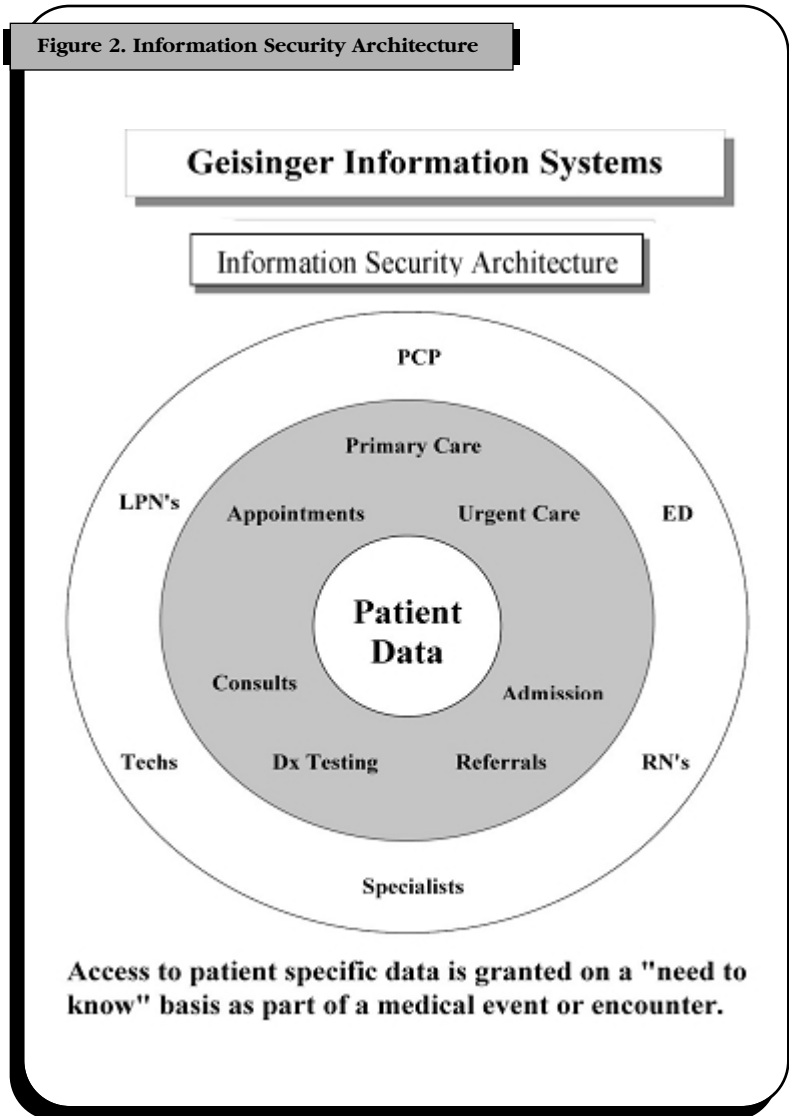 Figure 2. Information Security Architecture
Geisinger Information Systems
Information Security Architecture
PCP
Primary Care
LPN's
Appointments
Urgent Care
ED
Patient
Data
Consults
Admission
Techs
Dx Testing
Referrals
RN's
Specialists
Access to patient specific data is granted on a "need to
know" basis as part of a medical event or encounter.